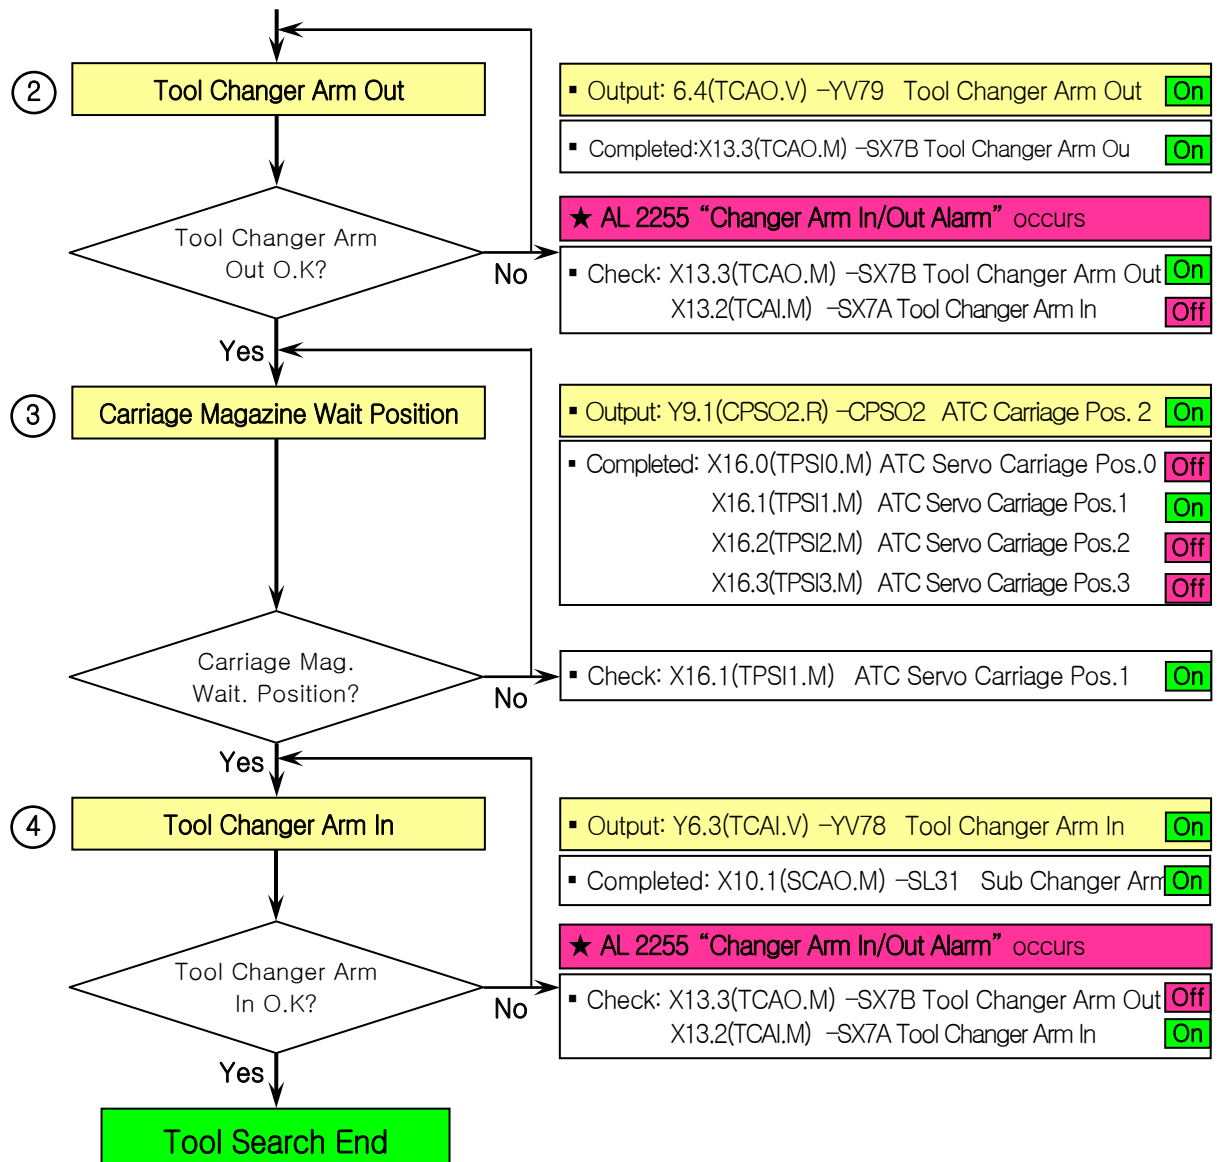 2
Tool Changer Arm Out
▪ Output: 6.4(TCAO.V) -YV79 Tool Changer Arm Out On
▪ Completed:X13.3(TCAO.M) -SX7B Tool Changer Arm Ou On
★ AL 2255 “Changer Arm In/Out Alarm” occurs
Tool Changer Arm
Out O.K?
No
▪ Check: X13.3(TCAO.M) -SX7B Tool Changer Arm Out On
X13.2(TCAI.M) -SX7A Tool Changer Arm In Off
Yes
3
Carriage Magazine Wait Position
▪ Output: Y9.1(CPSO2.R) -CPSO2 ATC Carriage Pos. 2 On
▪ Completed: X16.0(TPSI0.M) ATC Servo Carriage Pos.0 Off
X16.1(TPSI1.M) ATC Servo Carriage Pos.1 On
X16.2(TPSI2.M) ATC Servo Carriage Pos.2 Off
X16.3(TPSI3.M) ATC Servo Carriage Pos.3 Off
Carriage Mag.
Wait. Position?
No
▪ Check: X16.1(TPSI1.M) ATC Servo Carriage Pos.1 On
Yes
4
Tool Changer Arm In
▪ Output: Y6.3(TCAI.V) -YV78 Tool Changer Arm In On
▪ Completed: X10.1(SCAO.M) -SL31 Sub Changer Arm On
★ AL 2255 “Changer Arm In/Out Alarm” occurs
Tool Changer Arm
In O.K?
No
▪ Check: X13.3(TCAO.M) -SX7B Tool Changer Arm Out Off
X13.2(TCAI.M) -SX7A Tool Changer Arm In On
Yes
Tool Search End